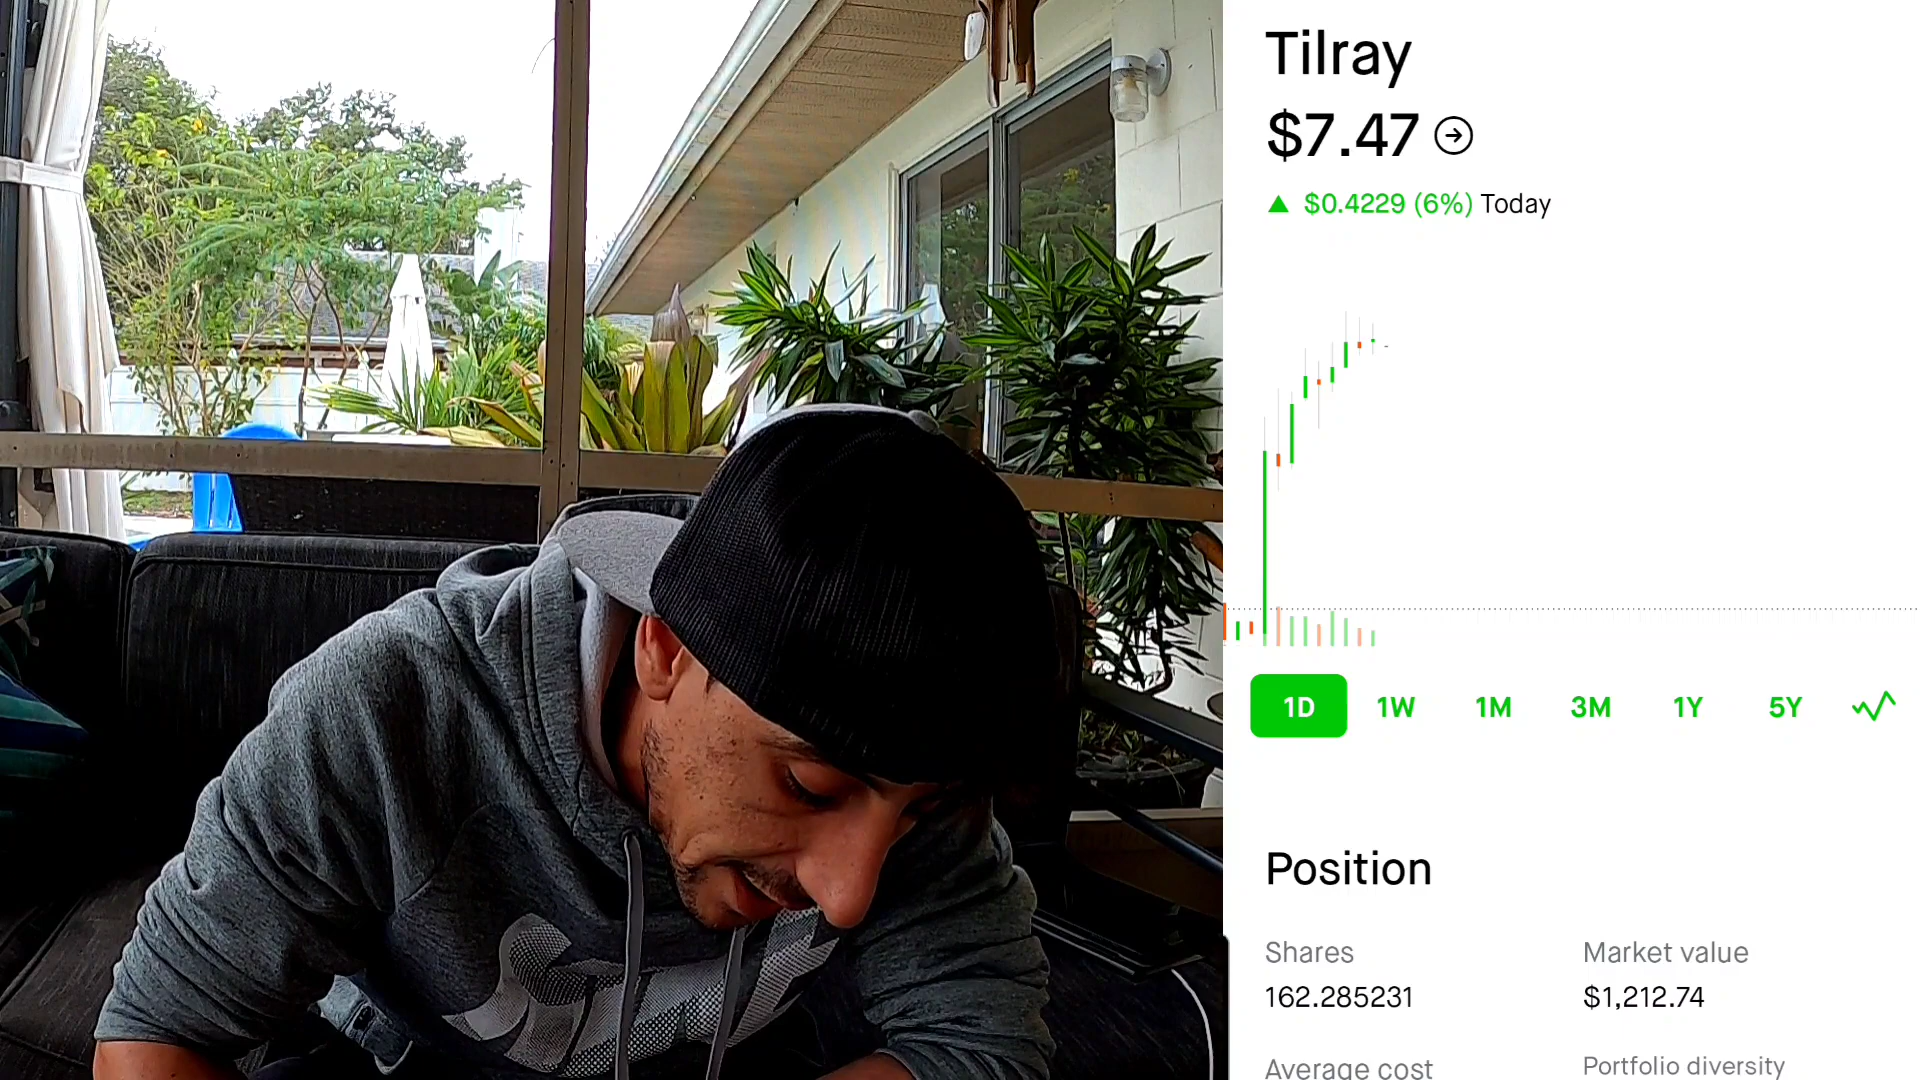 Tilray
$7.47
$0.4229 (6%) Today
1D 1W 1M 3M 1Y 5Y
Position
Shares Market value
162.285231 $1,212.74
Average cost Portfolio diversity